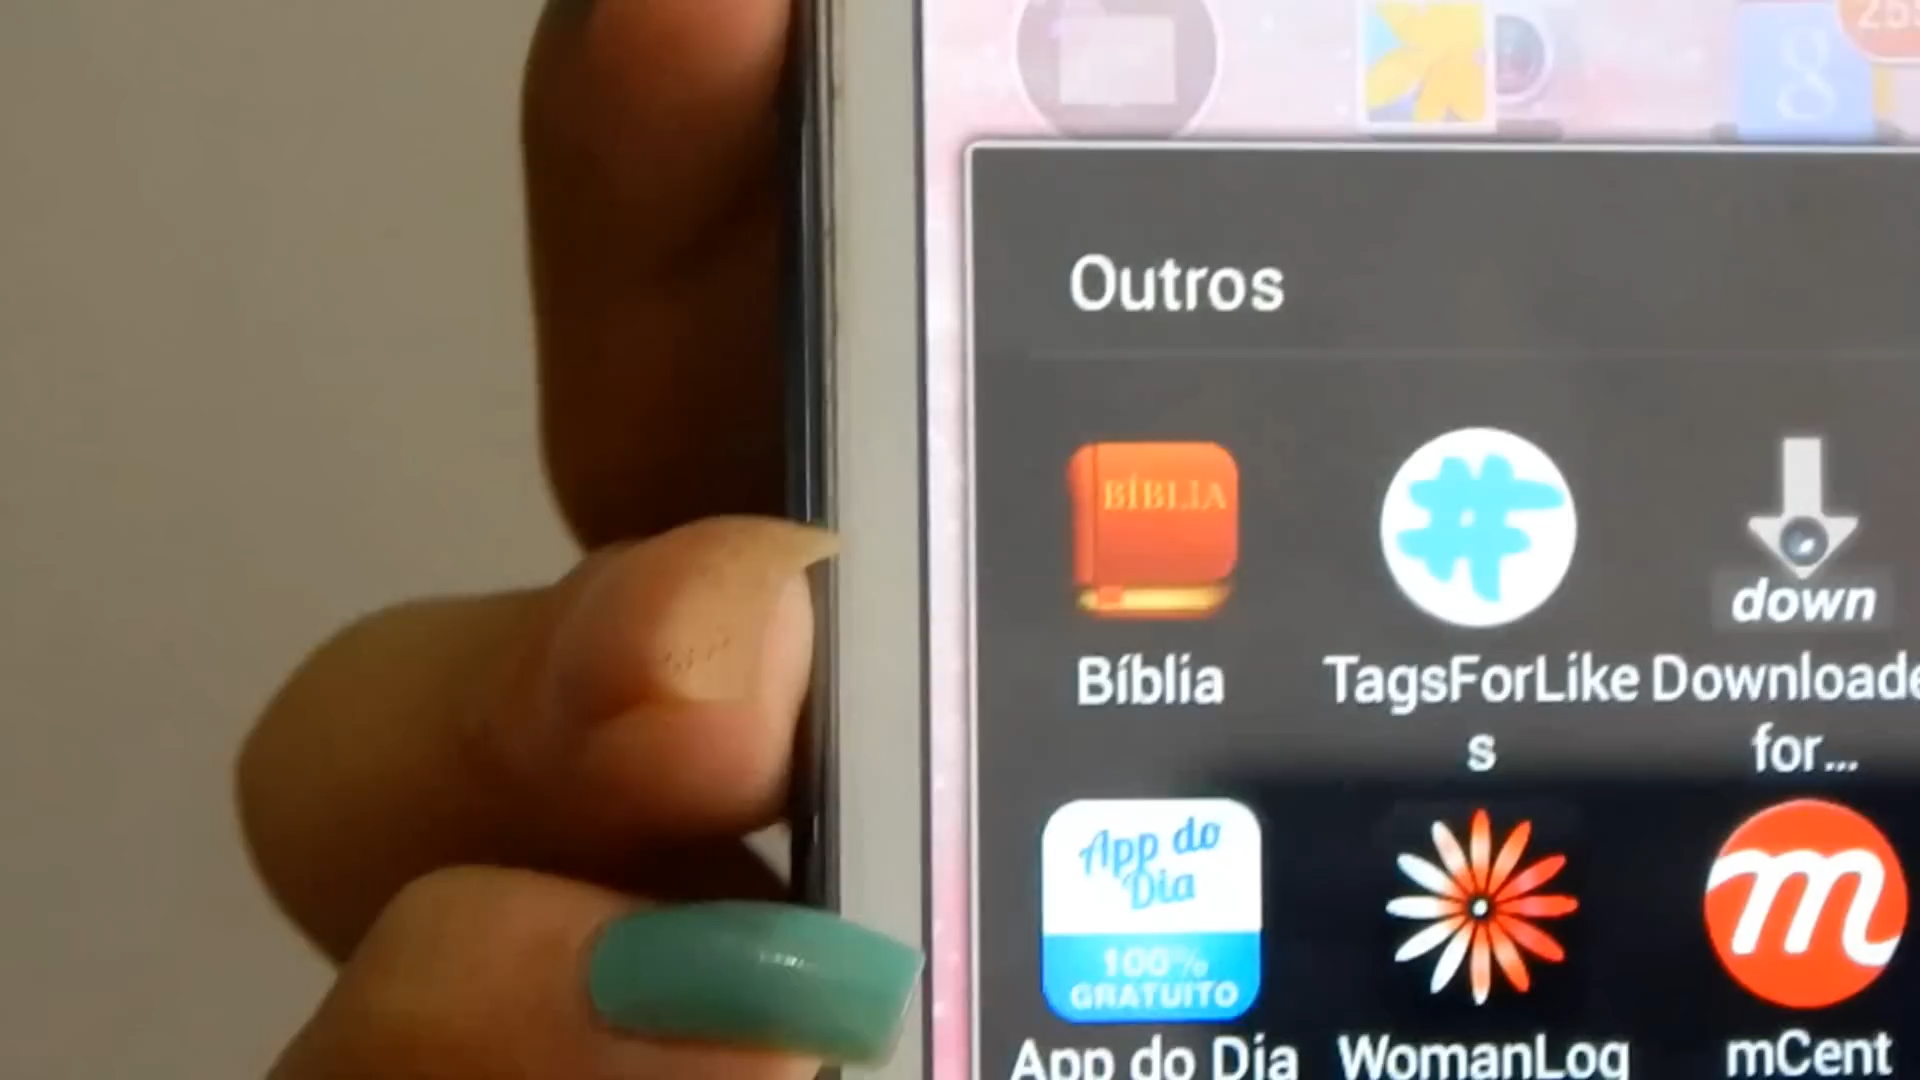 Outros
BÍBLIA
down
Bíblia
TagsForLike
s
Downloade
for...
App do
Dia
100%
GRATUITO
m
App do Dia
WomanLog
mCent